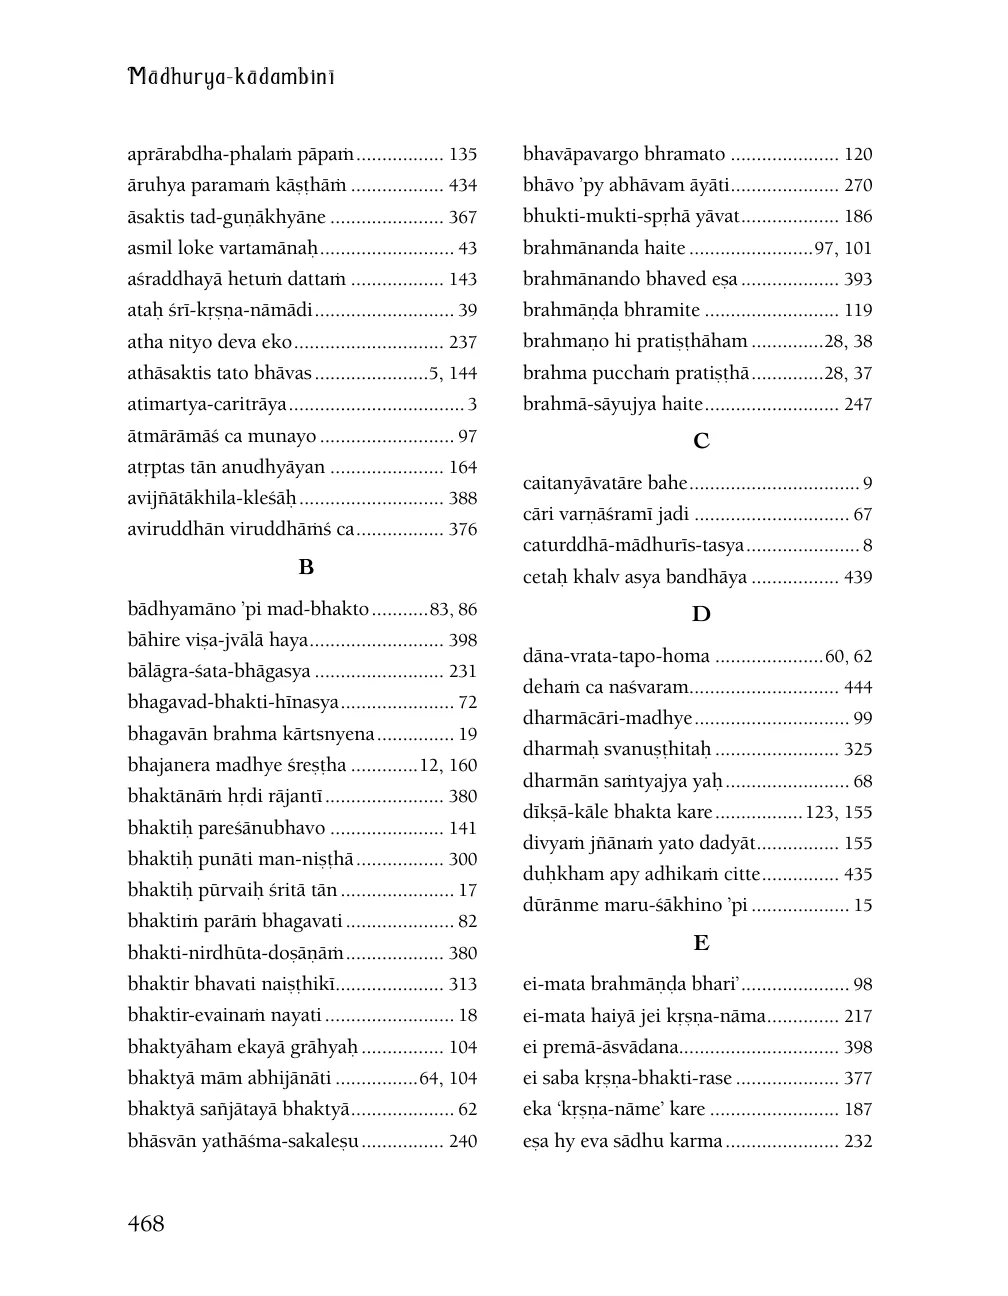 Mādhurya-kādambinī
aprārabdha-phalaṁ pāpaṁ................. 135
āruhya paramaṁ kāṣṭhāṁ .................. 434
āsaktis tad-guṇākhyāne ...................... 367
asmil loke vartamānaḥ.......................... 43
aśraddhayā hetuṁ dattaṁ .................. 143
ataḥ śrī-kṛṣṇa-nāmādi........................... 39
atha nityo deva eko............................. 237
athāsaktis tato bhāvas......................5, 144
atimartya-caritrāya.................................. 3
ātmārāmāś ca munayo .......................... 97
atṛptas tān anudhyāyan ...................... 164
avijñātākhila-kleśāḥ............................ 388
aviruddhān viruddhāṁś ca................. 376
B
bādhyamāno ’pi mad-bhakto...........83, 86
bāhire viṣa-jvālā haya.......................... 398
bālāgra-śata-bhāgasya ......................... 231
bhagavad-bhakti-hīnasya...................... 72
bhagavān brahma kārtsnyena............... 19
bhajanera madhye śreṣṭha .............12, 160
bhaktānāṁ hṛdi rājantī....................... 380
bhaktiḥ pareśānubhavo ...................... 141
bhaktiḥ punāti man-niṣṭhā................. 300
bhaktiḥ pūrvaiḥ śritā tān...................... 17
bhaktiṁ parāṁ bhagavati..................... 82
bhakti-nirdhūta-doṣāṇāṁ................... 380
bhaktir bhavati naiṣṭhikī..................... 313
bhaktir-evainaṁ nayati......................... 18
bhaktyāham ekayā grāhyaḥ................ 104
bhaktyā mām abhijānāti ................64, 104
bhaktyā sañjātayā bhaktyā.................... 62
bhāsvān yathāśma-sakaleṣu................ 240
bhavāpavargo bhramato ..................... 120
bhāvo ’py abhāvam āyāti..................... 270
bhukti-mukti-spṛhā yāvat................... 186
brahmānanda haite ........................97, 101
brahmānando bhaved eṣa................... 393
brahmāṇḍa bhramite .......................... 119
brahmaṇo hi pratiṣṭhāham ..............28, 38
brahma pucchaṁ pratiṣṭhā..............28, 37
brahmā-sāyujya haite.......................... 247
C
caitanyāvatāre bahe................................. 9
cāri varṇāśramī jadi .............................. 67
caturddhā-mādhurīs-tasya...................... 8
cetaḥ khalv asya bandhāya ................. 439
D
dāna-vrata-tapo-homa .....................60, 62
dehaṁ ca naśvaram............................. 444
dharmācāri-madhye.............................. 99
dharmaḥ svanuṣṭhitaḥ ........................ 325
dharmān saṁtyajya yaḥ........................ 68
dīkṣā-kāle bhakta kare.................123, 155
divyaṁ jñānaṁ yato dadyāt................ 155
duḥkham apy adhikaṁ citte............... 435
dūrānme maru-śākhino ’pi................... 15
E
ei-mata brahmāṇḍa bhari’..................... 98
ei-mata haiyā jei kṛṣṇa-nāma.............. 217
ei premā-āsvādana............................... 398
ei saba kṛṣṇa-bhakti-rase .................... 377
eka ‘kṛṣṇa-nāme’ kare ......................... 187
eṣa hy eva sādhu karma...................... 232
468